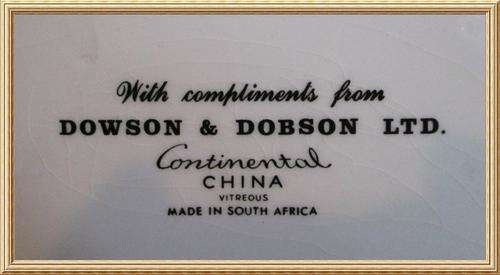 With compliments from
DOWSON & DOBSON LTD.
Continental
CHINA
VITREOUS
MADE IN SOUTH AFRICA